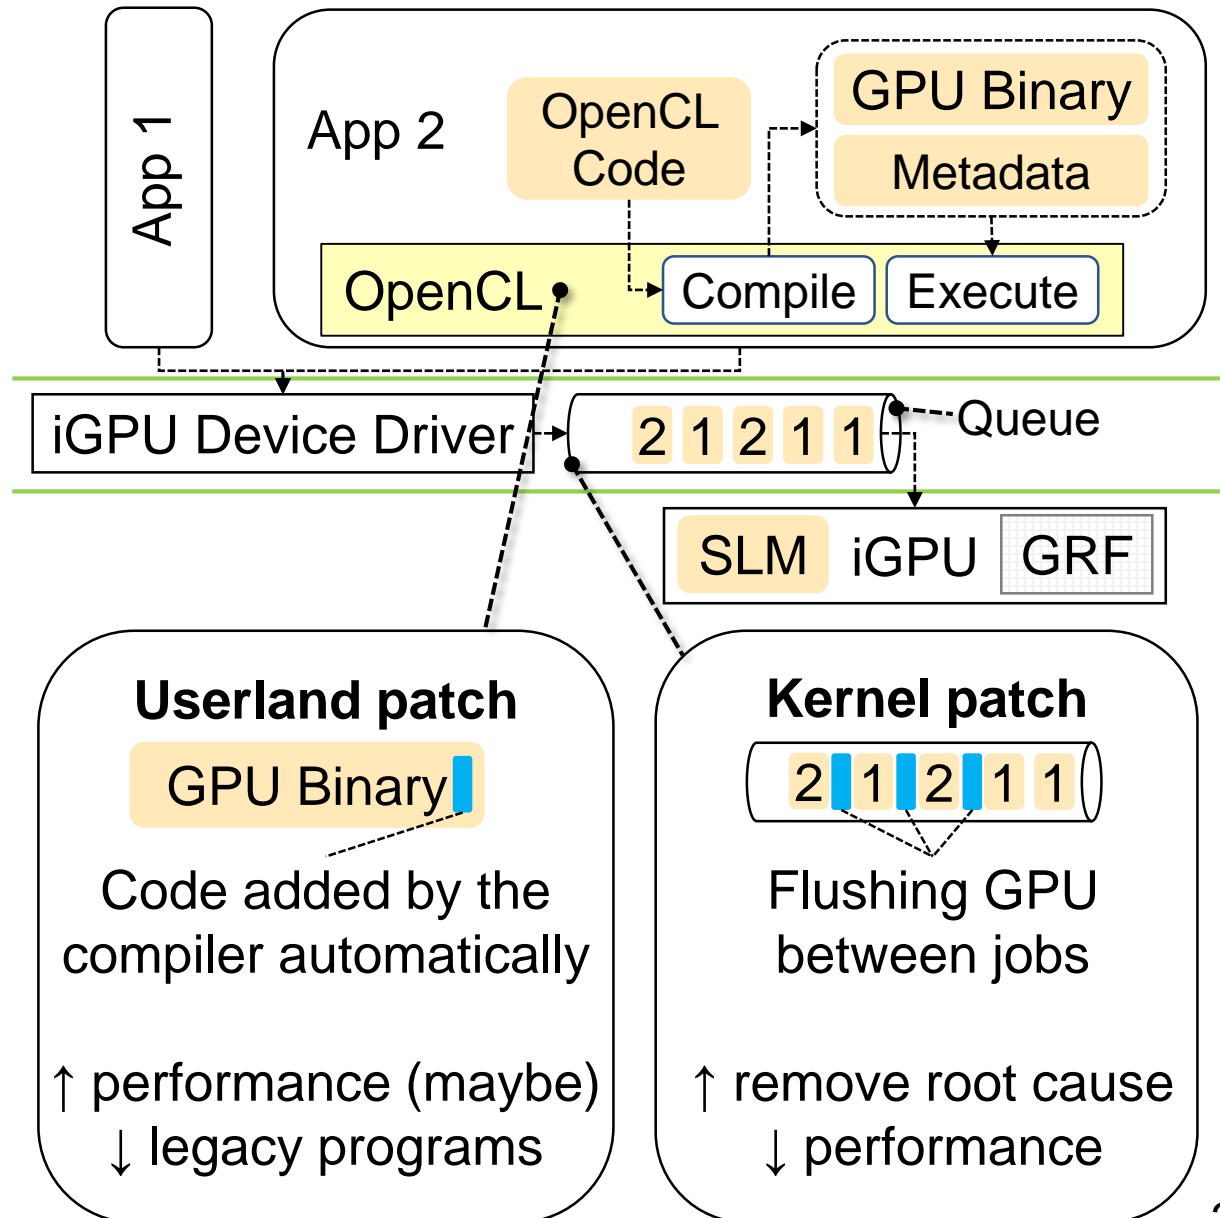 App 1
App 2
OpenCL
Code
GPU Binary
Metadata
OpenCL
Compile
Execute
iGPU Device Driver
2 1 2 1 1
Queue
SLM
iGPU
GRF
Userland patch
GPU Binary
Code added by the
compiler automatically
↑ performance (maybe)
↓ legacy programs
Kernel patch
2 1 2 1 1
Flushing GPU
between jobs
↑ remove root cause
↓ performance